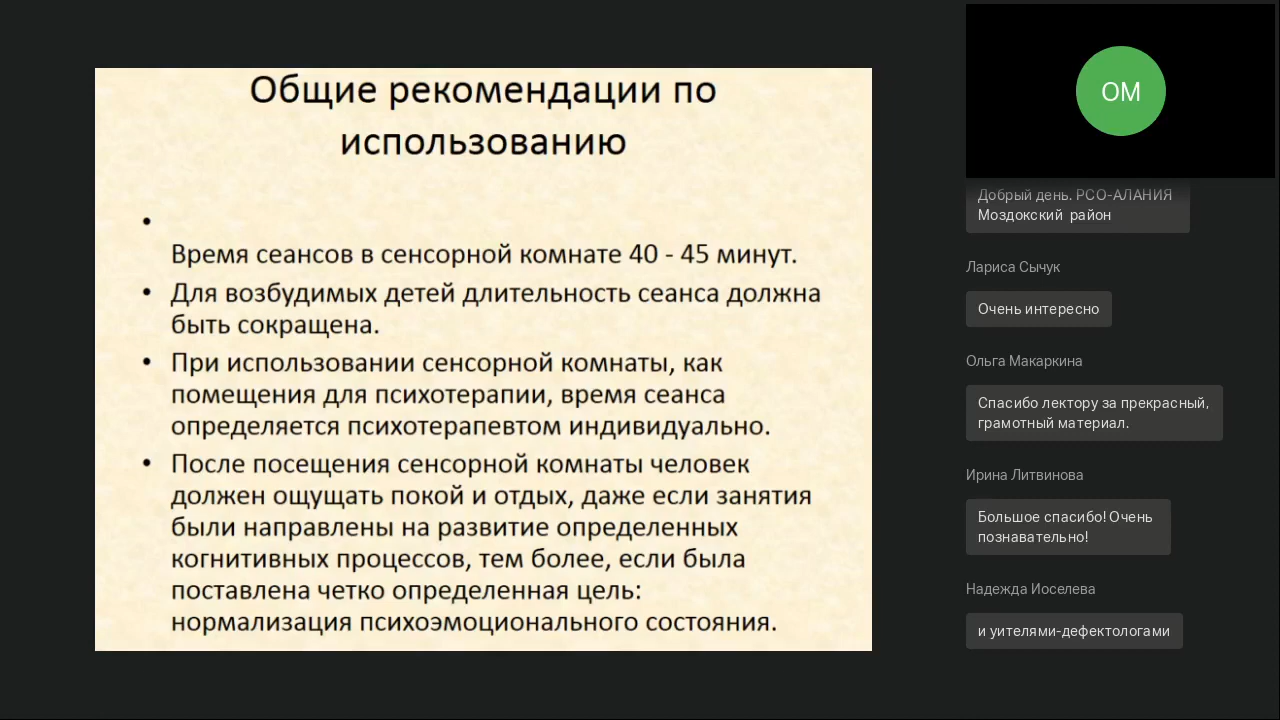 Общие рекомендации по
использованию
•
Время сеансов в сенсорной комнате 40 - 45 минут.
• Для возбудимых детей длительность сеанса должна
быть сокращена.
• При использовании сенсорной комнаты, как
помещения для психотерапии, время сеанса
определяется психотерапевтом индивидуально.
• После посещения сенсорной комнаты человек
должен ощущать покой и отдых, даже если занятия
были направлены на развитие определенных
когнитивных процессов, тем более, если была
поставлена четко определенная цель:
нормализация психоэмоционального состояния.
ОМ
Добрый день. РСО-АЛАНИЯ
Моздокский район
Лариса Сычук
Очень интересно
Ольга Макаркина
Спасибо лектору за прекрасный,
грамотный материал.
Ирина Литвинова
Большое спасибо! Очень
познавательно!
Надежда Иоселева
и уителями-дефектологами